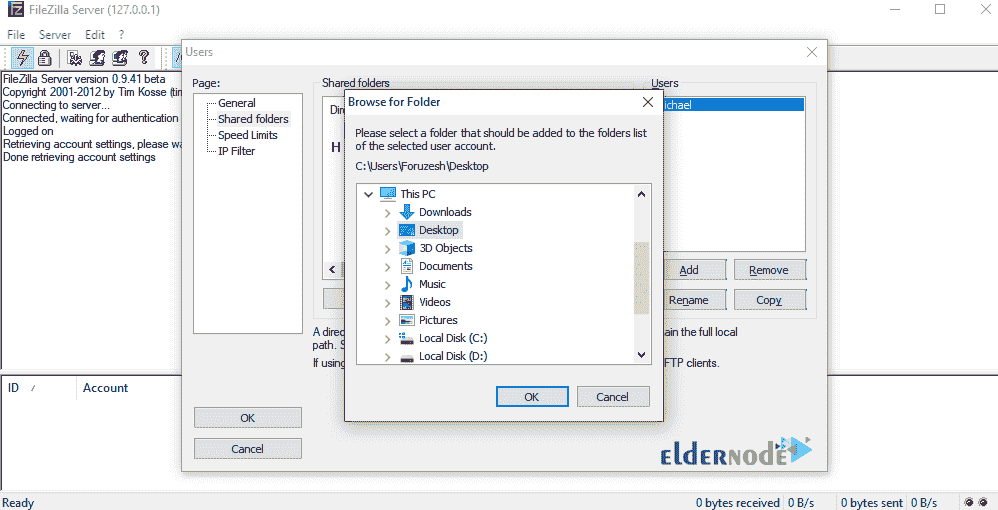 FileZilla Server (127.0.0.1)
File Server Edit ?
FileZilla Server version 0.9.41 beta
Copyright 2001-2012 by Tim Kosse (tim
Connecting to server...
Connected, waiting for authentication
Logged on
Retrieving account settings, please wa
Done retrieving account settings
Users
Page:
General
Shared folders
Speed Limits
IP Filter
Shared folders
Dire
H
Browse for Folder
Please select a folder that should be added to the folders list
of the selected user account.
C:\Users\Foruzesh\Desktop
This PC
Downloads
Desktop
3D Objects
Documents
Music
Videos
Pictures
Local Disk (C:)
Local Disk (D:)
OK
Cancel
Users
ichael
Add
Remove
Rename
Copy
A direc
ain the full local
path. S
If using
FTP clients.
OK
Cancel
eldernode
ID / Account
Ready
0 bytes received 0 B/s 0 bytes sent 0 B/s